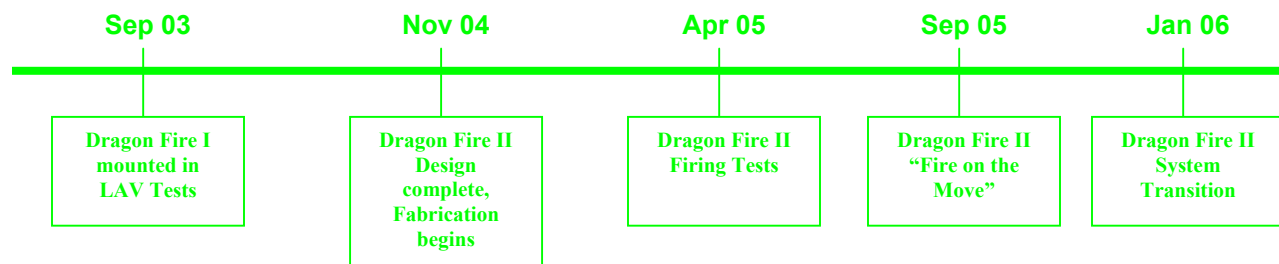 Sep 03
Nov 04
Apr 05
Sep 05
Jan 06
Dragon Fire I
mounted in
LAV Tests
Dragon Fire II
Design
complete,
Fabrication
begins
Dragon Fire II
Firing Tests
Dragon Fire II
“Fire on the
Move”
Dragon Fire II
System
Transition